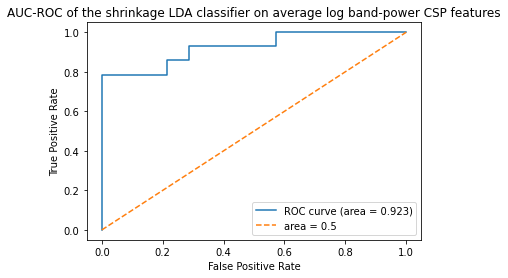 AUC-ROC of the shrinkage LDA classifier on average log band-power CSP features
1.0
0.8
0.6
0.4
0.2
0.0
True Positive Rate
ROC curve (area = 0.923)
area = 0.5
0.0 0.2 0.4 0.6 0.8 1.0
False Positive Rate